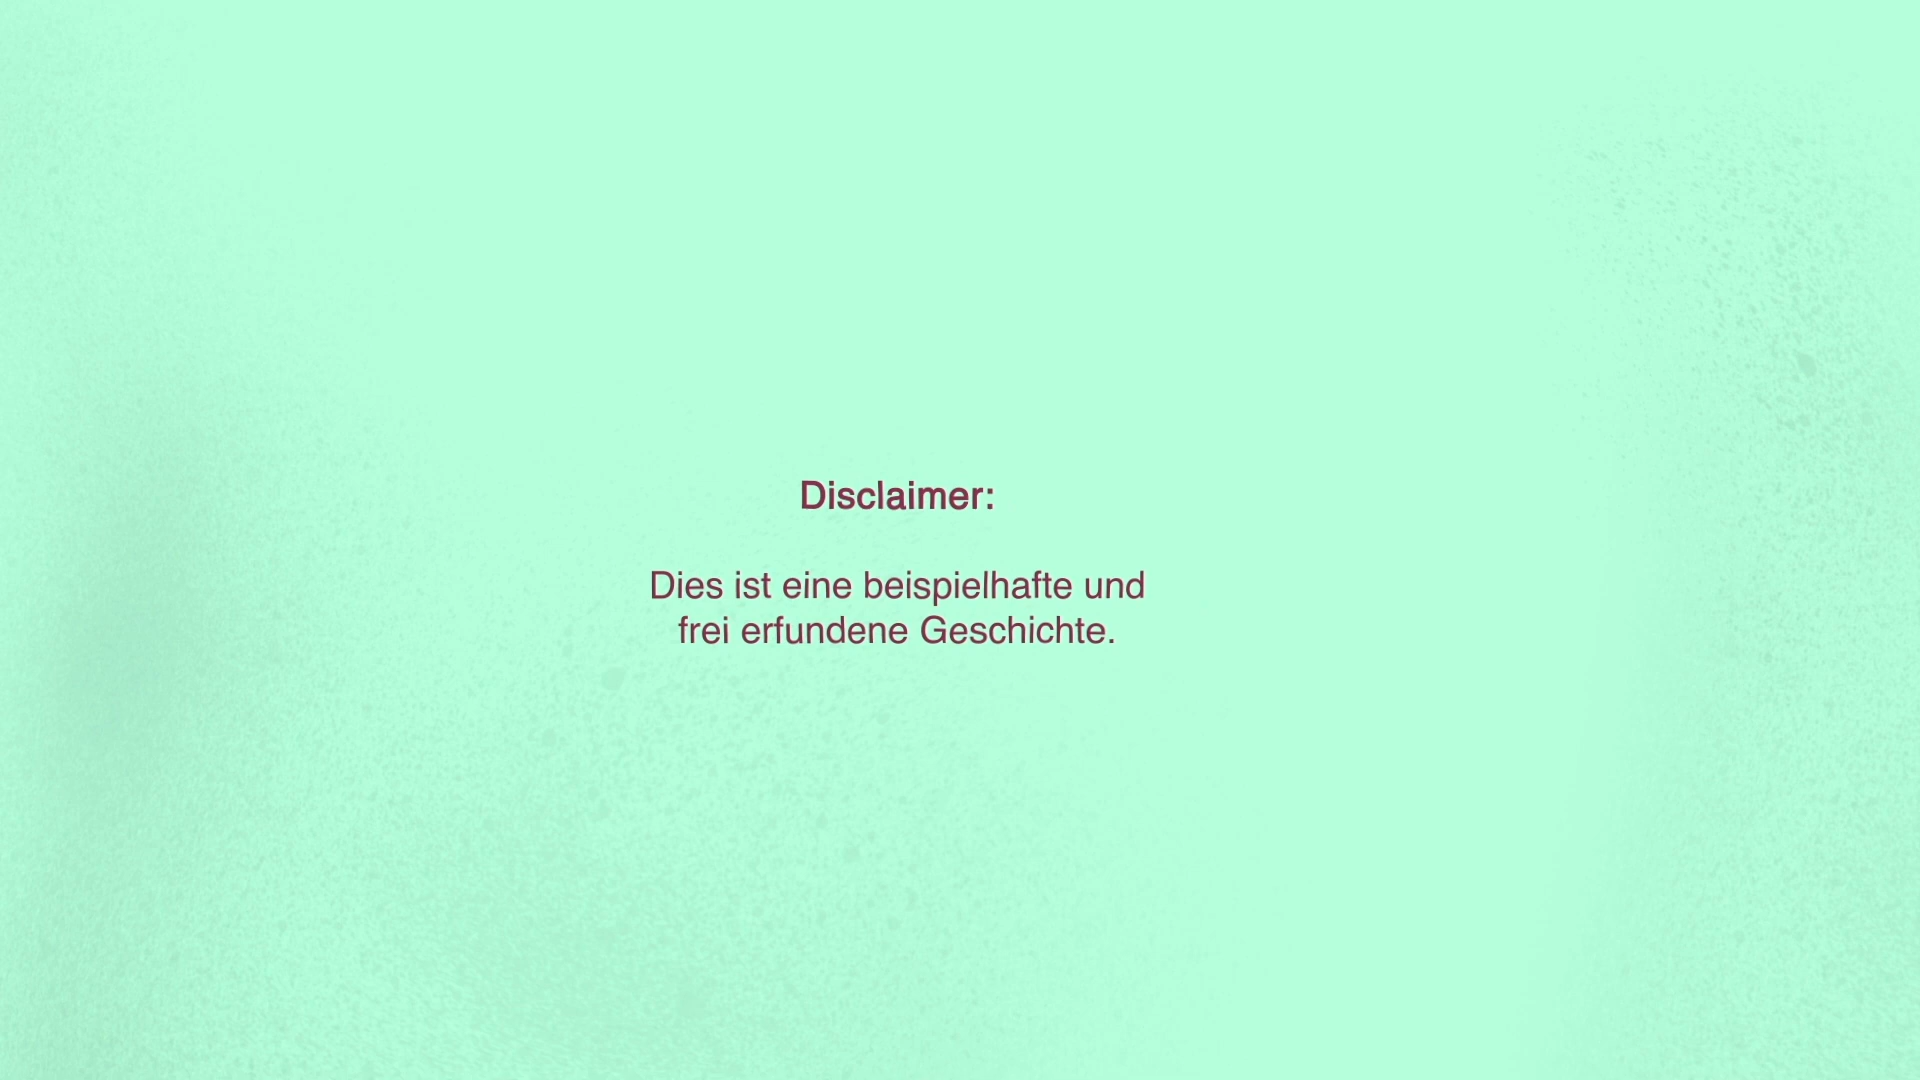 Disclaimer:
Dies ist eine beispielhafte und
frei erfundene Geschichte.